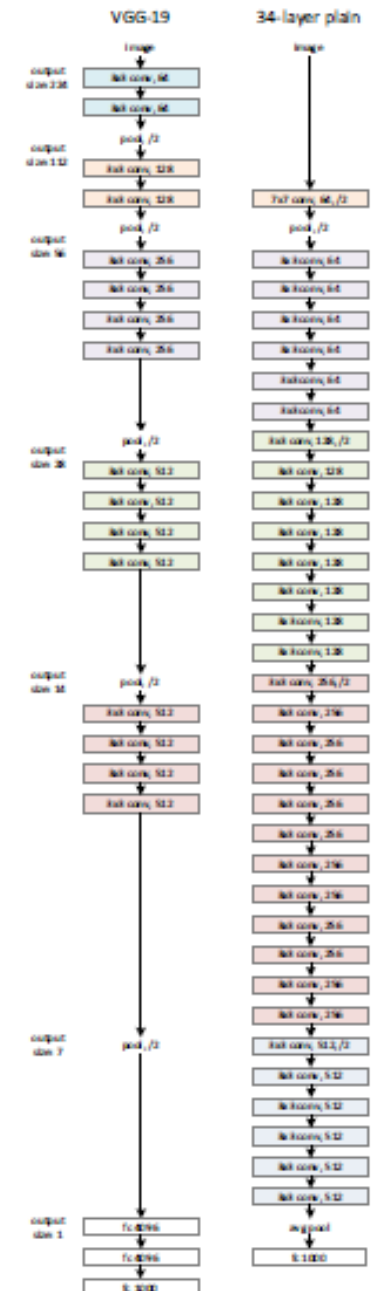 VGG-19
image
output
size 224
3x3 conv, 64
3x3 conv, 64
pool, /2
output
size 112
3x3 conv, 128
3x3 conv, 128
pool, /2
output
size 56
3x3 conv, 256
3x3 conv, 256
3x3 conv, 256
3x3 conv, 256
pool, /2
output
size 28
3x3 conv, 512
3x3 conv, 512
3x3 conv, 512
3x3 conv, 512
pool, /2
output
size 14
3x3 conv, 512
3x3 conv, 512
3x3 conv, 512
3x3 conv, 512
pool, /2
output
size 7
output
size 1
fc 4096
fc 4096
fc 1000
34-layer plain
image
7x7 conv, 64, /2
pool, /2
3x3 conv, 64
3x3 conv, 64
3x3 conv, 64
3x3 conv, 64
3x3 conv, 64
3x3 conv, 64
3x3 conv, 128, /2
3x3 conv, 128
3x3 conv, 128
3x3 conv, 128
3x3 conv, 128
3x3 conv, 128
3x3 conv, 128
3x3 conv, 128
3x3 conv, 256, /2
3x3 conv, 256
3x3 conv, 256
3x3 conv, 256
3x3 conv, 256
3x3 conv, 256
3x3 conv, 256
3x3 conv, 256
3x3 conv, 256
3x3 conv, 256
3x3 conv, 256
3x3 conv, 256
3x3 conv, 512, /2
3x3 conv, 512
3x3 conv, 512
3x3 conv, 512
3x3 conv, 512
3x3 conv, 512
avg pool
fc 1000